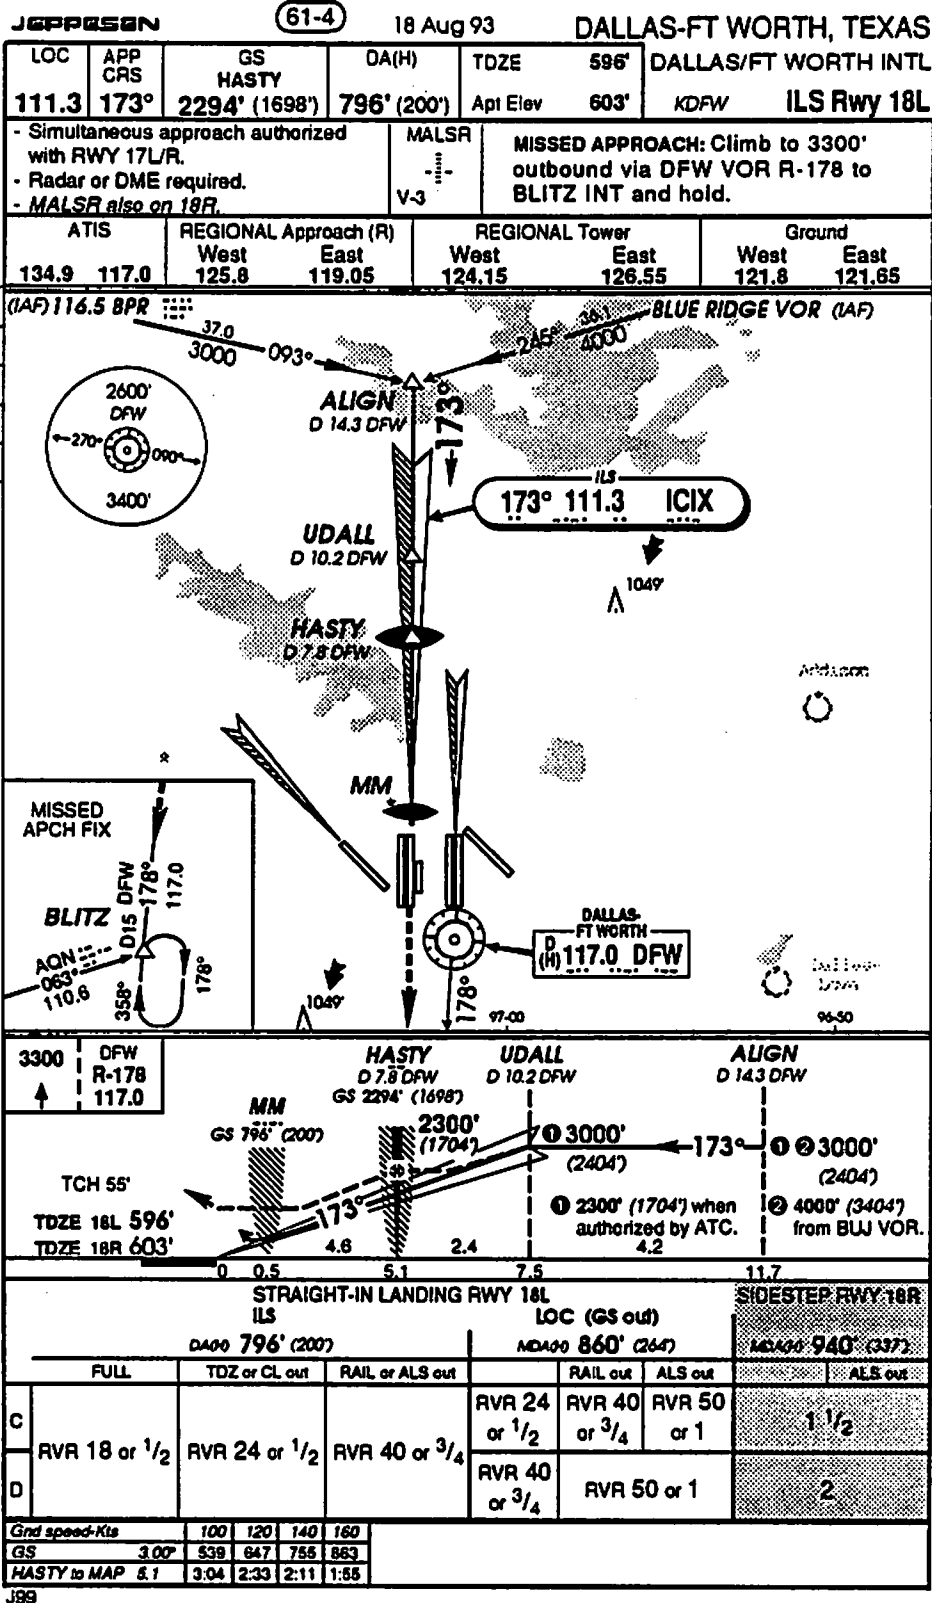 JEPPESEN 61-4 18 Aug 93 DALLAS-FT WORTH, TEXAS
LOC APP CRS GS HASTY DA(H) TDZE 596' DALLAS/FT WORTH INTL
111.3 173° 2294' (1698') 796' (200') Apt Elev 603' KDFW ILS Rwy 18L
- Simultaneous approach authorized
with RWY 17L/R.
- Radar or DME required.
- MALSR also on 18R.
MALSR
V-3
MISSED APPROACH: Climb to 3300'
outbound via DFW VOR R-178 to
BLITZ INT and hold.
ATIS REGIONAL Approach (R) REGIONAL Tower Ground
West East West East West East
134.9 117.0 125.8 119.05 124.15 126.55 121.8 121.65
(IAF) 116.5 BPR
BLUE RIDGE VOR (IAF)
37.0
3000
093°
36.1
245°
4000
2600'
DFW
270°
090°
3400'
ALIGN
D 14.3 DFW
173°
ILS
173° 111.3 ICIX
UDALL
D 10.2 DFW
1049'
HASTY
D 7.8 DFW
Addison
MM
MISSED
APCH FIX
BLITZ
D15 DFW
178°
117.0
AQN
063°
110.6
358°
178°
DALLAS-
FT WORTH
D
(H) 117.0 DFW
178°
1049'
97-00
96-50
3300 DFW
R-178
117.0
HASTY
D 7.8 DFW
GS 2294' (1698')
UDALL
D 10.2 DFW
ALIGN
D 14.3 DFW
MM
GS 796' (200')
2300'
(1704')
❶ 3000'
(2404')
173°
❶ ❷ 3000'
(2404')
TCH 55'
TDZE 18L 596'
TDZE 18R 603'
173°
❶ 2300' (1704') when
authorized by ATC.
❷ 4000' (3404')
from BUJ VOR.
4.6 2.4 4.2
0 0.5 5.1 7.5 11.7
STRAIGHT-IN LANDING RWY 18L SIDESTEP RWY 18R
ILS LOC (GS out)
DA(H) 796' (200') MDA(H) 860' (264') MDA(H) 940' (337')
FULL TDZ or CL out RAIL or ALS out RAIL out ALS out ALS out
C RVR 24 or 1/2 RVR 40 or 3/4 RVR 50 or 1 1 1/2
RVR 18 or 1/2 RVR 24 or 1/2 RVR 40 or 3/4
D RVR 40 or 3/4 RVR 50 or 1 2
Gnd speed-Kts 100 120 140 160
GS 3.00° 539 647 755 863
HASTY to MAP 5.1 3:04 2:33 2:11 1:55
J99